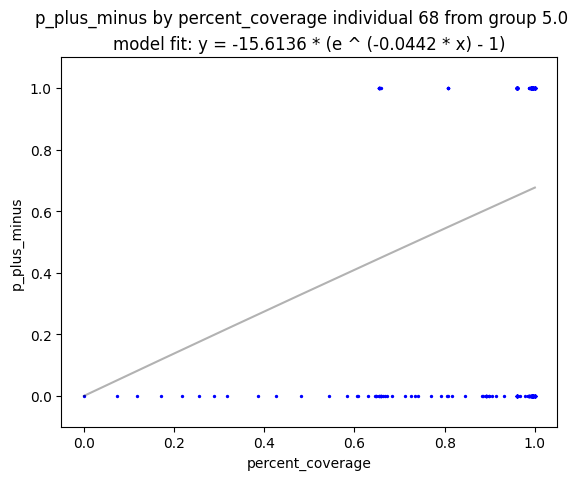 p_plus_minus by percent_coverage individual 68 from group 5.0
model fit: y = -15.6136 * (e ^ (-0.0442 * x) - 1)
1.0
0.8
0.6
0.4
0.2
0.0
p_plus_minus
0.0 0.2 0.4 0.6 0.8 1.0
percent_coverage